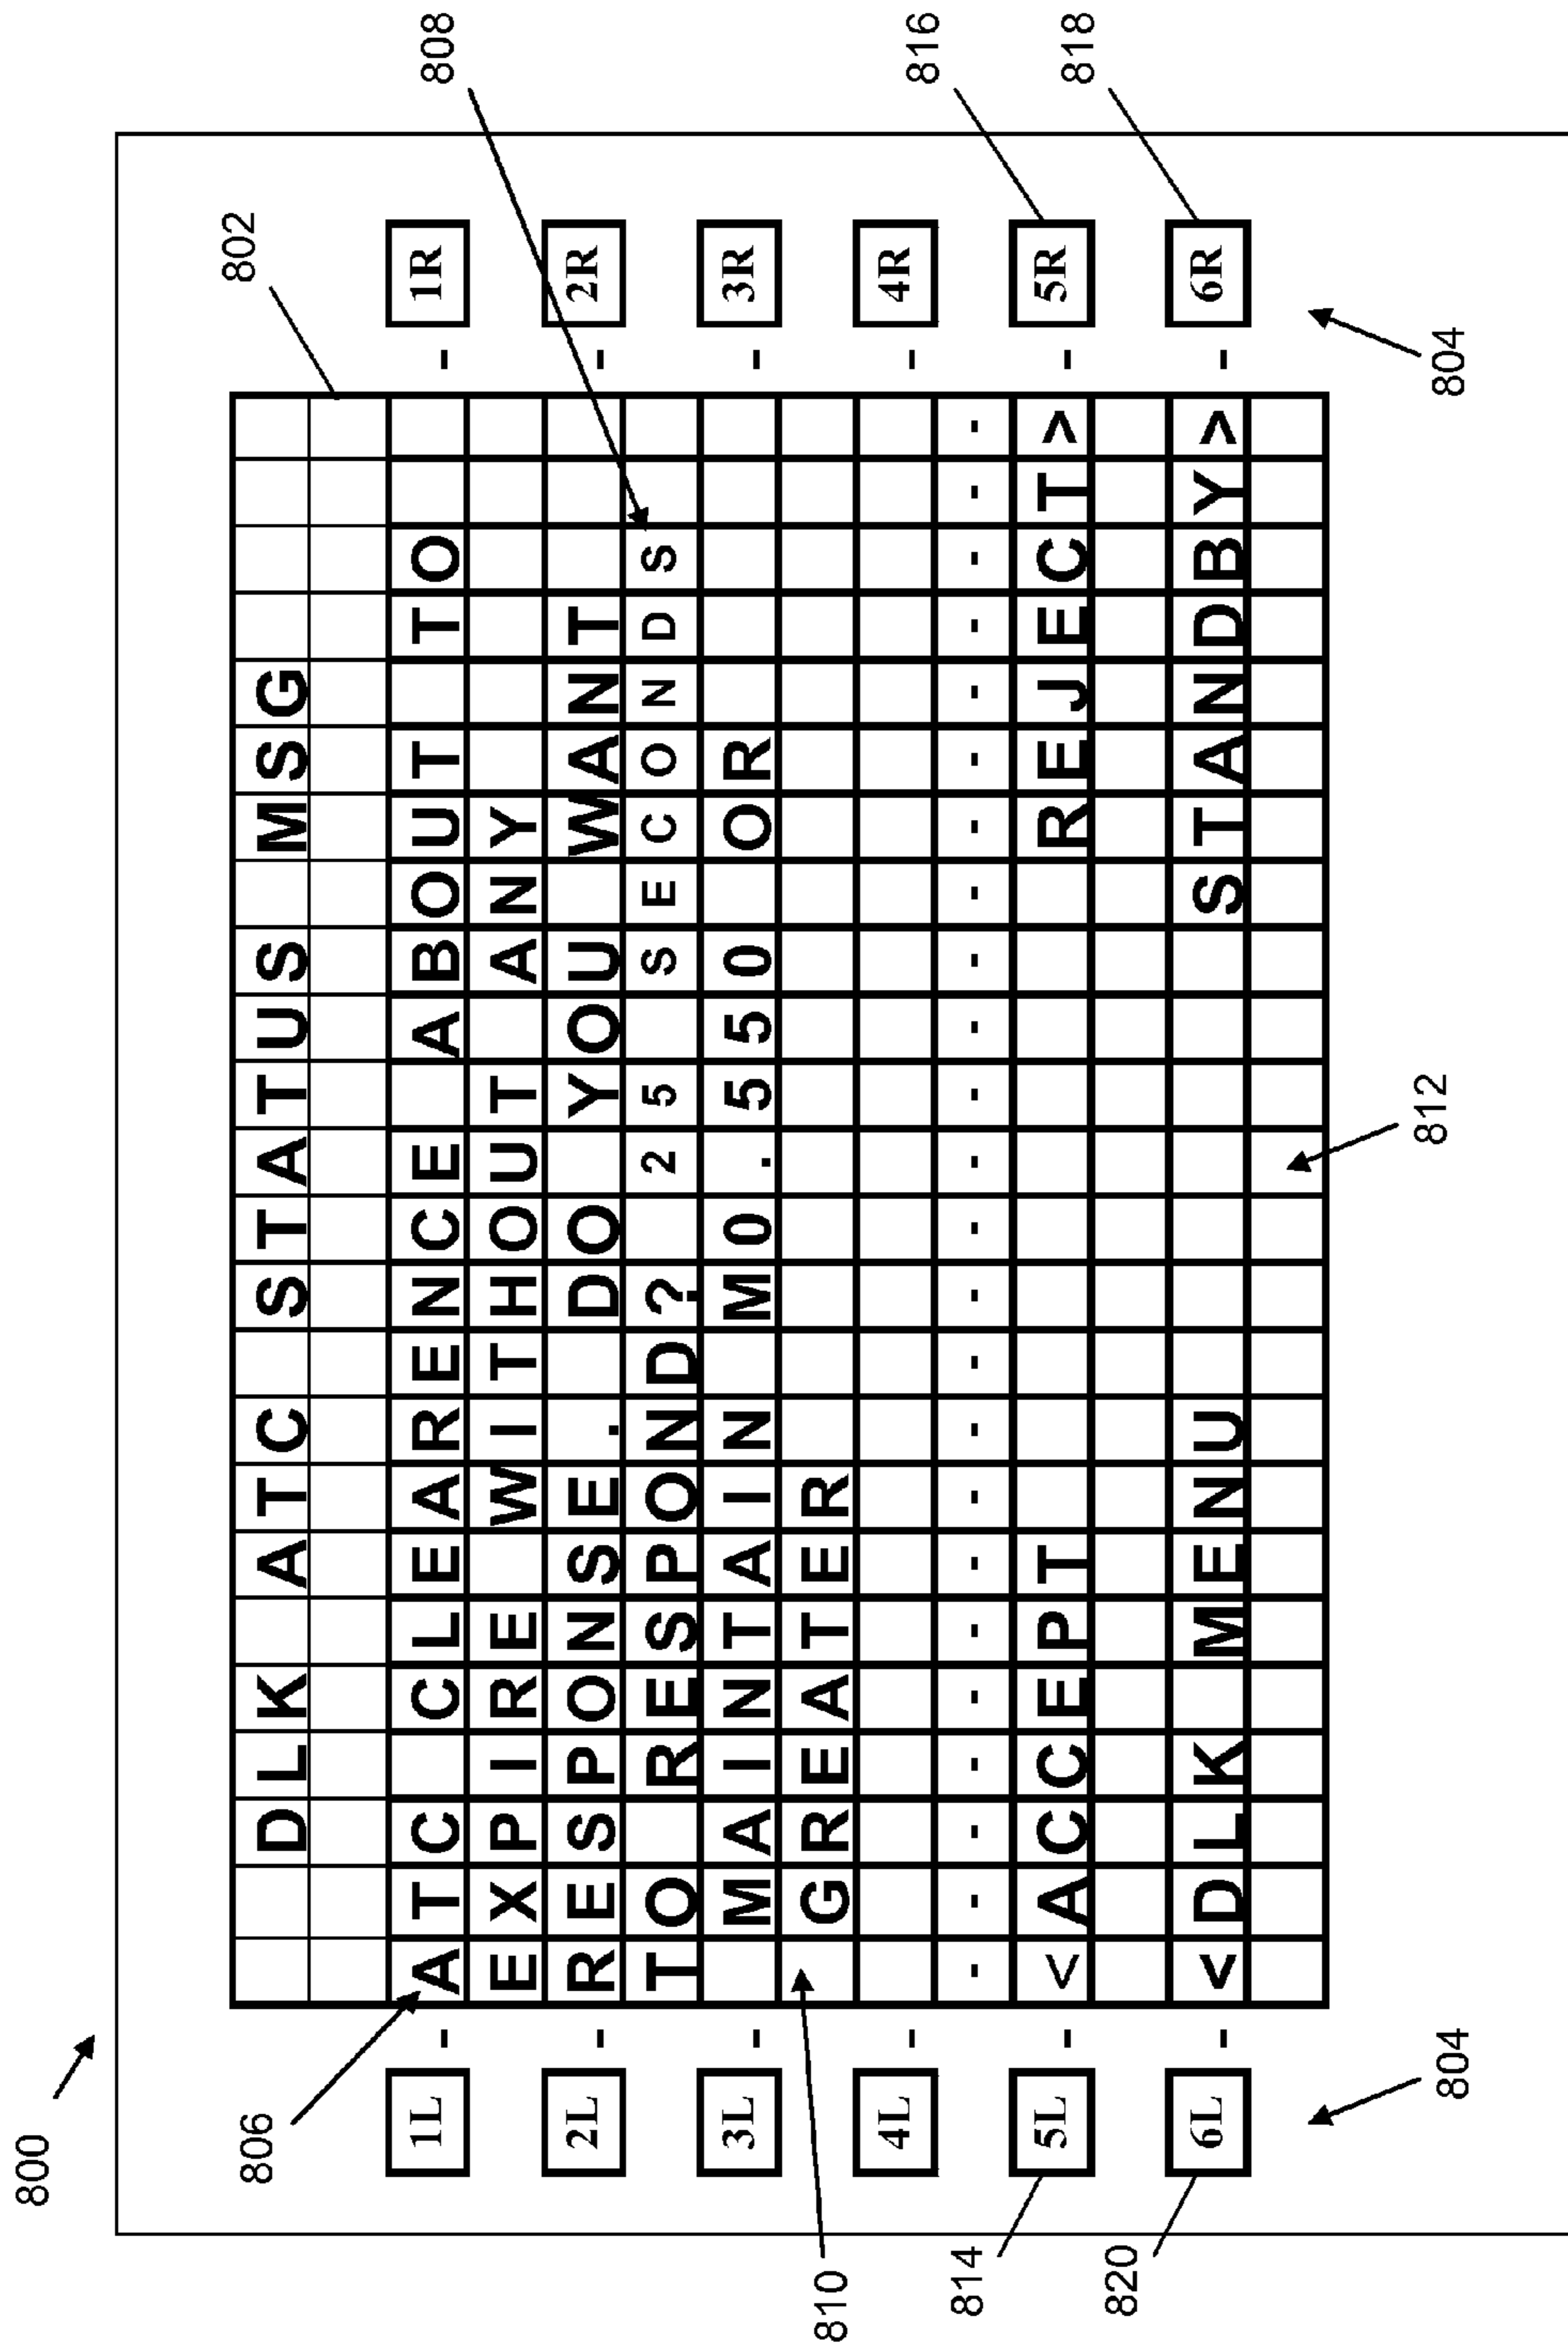 800
802
808
806
DLK ATC STATUS MSG
1L - ATC CLEARENCE ABOUT TO - 1R
EXPIRE WITHOUT ANY
2L - RESPONSE. DO YOU WANT - 2R
TO RESPOND? 25 SECONDS
3L - MAINTAIN M0.550 OR - 3R
GREATER
4L - - 4R
- - - - - - - - - - - - - - - - - - - - - - - -
5L - <ACCEPT REJECT> - 5R
6L - <DLK MENU STANDBY> - 6R
810
814
820
816
818
804
812
804